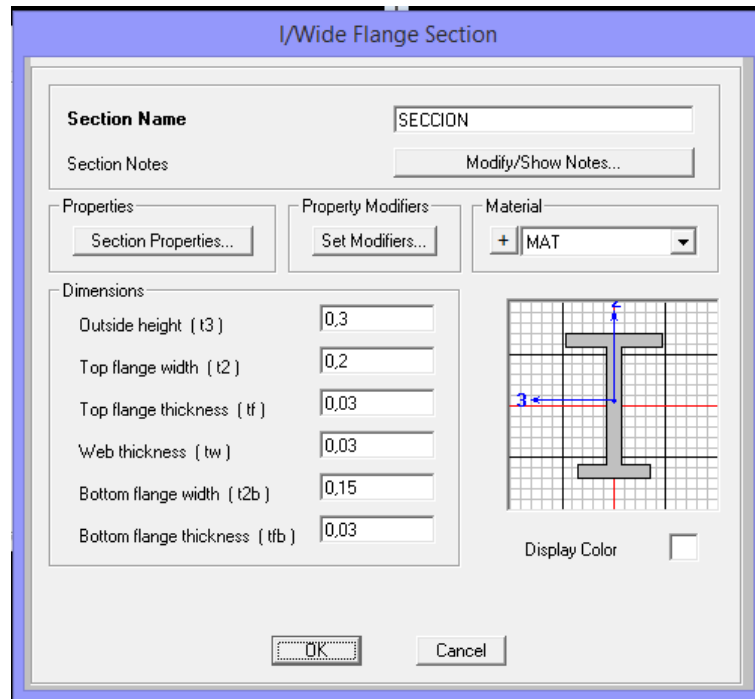 I/Wide Flange Section
Section Name SECCION
Section Notes Modify/Show Notes...
Properties Property Modifiers Material
Section Properties... Set Modifiers... + MAT
Dimensions
Outside height ( t3 ) 0,3
Top flange width ( t2 ) 0,2
Top flange thickness ( tf ) 0,03
Web thickness ( tw ) 0,03
Bottom flange width ( t2b ) 0,15
Bottom flange thickness ( tfb ) 0,03
2
3
Display Color
OK Cancel